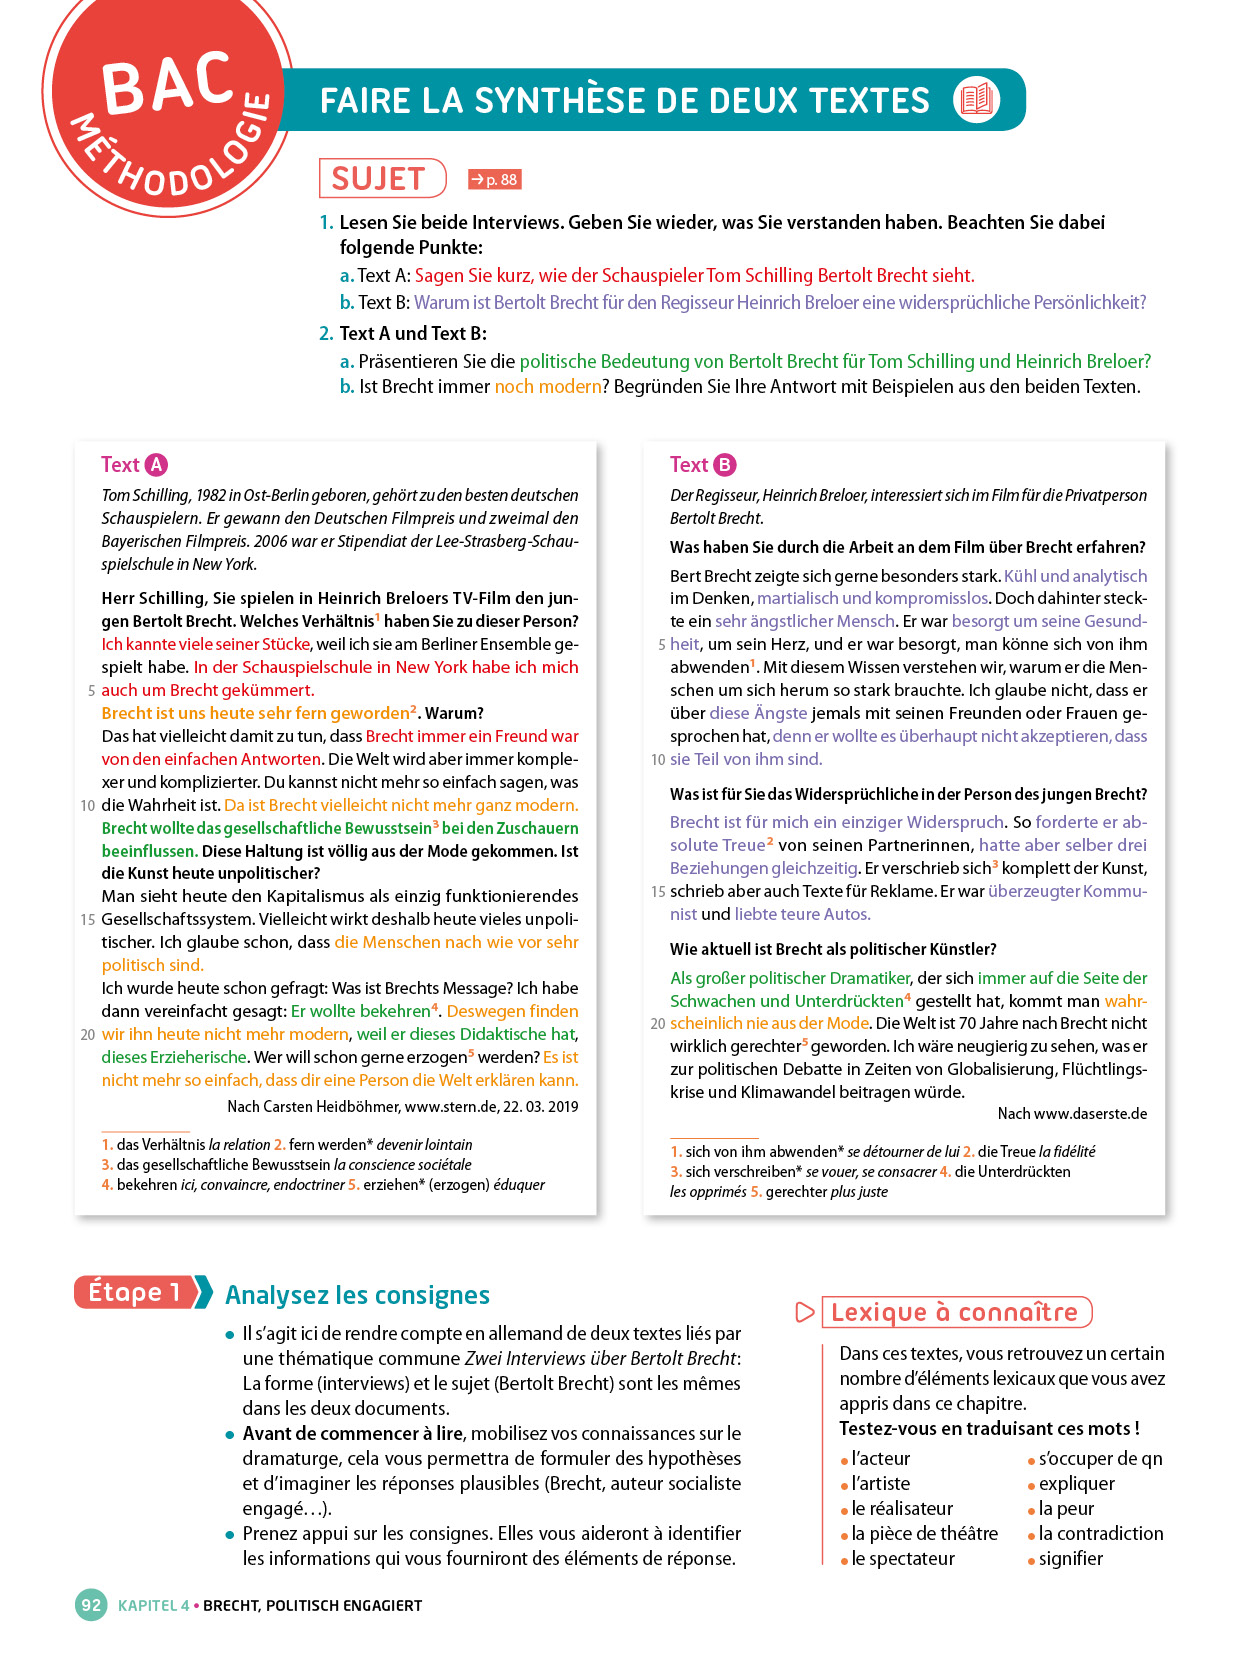 BAC
MÉTHODOLOGIE
FAIRE LA SYNTHÈSE DE DEUX TEXTES
SUJET
→ p. 88
1. Lesen Sie beide Interviews. Geben Sie wieder, was Sie verstanden haben. Beachten Sie dabei
folgende Punkte:
a. Text A: Sagen Sie kurz, wie der Schauspieler Tom Schilling Bertolt Brecht sieht.
b. Text B: Warum ist Bertolt Brecht für den Regisseur Heinrich Breloer eine widersprüchliche Persönlichkeit?
2. Text A und Text B:
a. Präsentieren Sie die politische Bedeutung von Bertolt Brecht für Tom Schilling und Heinrich Breloer?
b. Ist Brecht immer noch modern? Begründen Sie Ihre Antwort mit Beispielen aus den beiden Texten.
Text A
Tom Schilling, 1982 in Ost-Berlin geboren, gehört zu den besten deutschen
Schauspielern. Er gewann den Deutschen Filmpreis und zweimal den
Bayerischen Filmpreis. 2006 war er Stipendiat der Lee-Strasberg-Schau-
spielschule in New York.
Herr Schilling, Sie spielen in Heinrich Breloers TV-Film den jun-
gen Bertolt Brecht. Welches Verhältnis1 haben Sie zu dieser Person?
Ich kannte viele seiner Stücke, weil ich sie am Berliner Ensemble ge-
spielt habe. In der Schauspielschule in New York habe ich mich
5 auch um Brecht gekümmert.
Brecht ist uns heute sehr fern geworden2. Warum?
Das hat vielleicht damit zu tun, dass Brecht immer ein Freund war
von den einfachen Antworten. Die Welt wird aber immer komple-
xer und komplizierter. Du kannst nicht mehr so einfach sagen, was
10 die Wahrheit ist. Da ist Brecht vielleicht nicht mehr ganz modern.
Brecht wollte das gesellschaftliche Bewusstsein3 bei den Zuschauern
beeinflussen. Diese Haltung ist völlig aus der Mode gekommen. Ist
die Kunst heute unpolitischer?
Man sieht heute den Kapitalismus als einzig funktionierendes
15 Gesellschaftssystem. Vielleicht wirkt deshalb heute vieles unpoli-
tischer. Ich glaube schon, dass die Menschen nach wie vor sehr
politisch sind.
Ich wurde heute schon gefragt: Was ist Brechts Message? Ich habe
dann vereinfacht gesagt: Er wollte bekehren4. Deswegen finden
20 wir ihn heute nicht mehr modern, weil er dieses Didaktische hat,
dieses Erzieherische. Wer will schon gerne erzogen5 werden? Es ist
nicht mehr so einfach, dass dir eine Person die Welt erklären kann.
Nach Carsten Heidböhmer, www.stern.de, 22. 03. 2019
1. das Verhältnis la relation 2. fern werden* devenir lointain
3. das gesellschaftliche Bewusstsein la conscience sociétale
4. bekehren ici, convaincre, endoctriner 5. erziehen* (erzogen) éduquer
Text B
Der Regisseur, Heinrich Breloer, interessiert sich im Film für die Privatperson
Bertolt Brecht.
Was haben Sie durch die Arbeit an dem Film über Brecht erfahren?
Bert Brecht zeigte sich gerne besonders stark. Kühl und analytisch
im Denken, martialisch und kompromisslos. Doch dahinter steck-
te ein sehr ängstlicher Mensch. Er war besorgt um seine Gesund-
5 heit, um sein Herz, und er war besorgt, man könne sich von ihm
abwenden1. Mit diesem Wissen verstehen wir, warum er die Men-
schen um sich herum so stark brauchte. Ich glaube nicht, dass er
über diese Ängste jemals mit seinen Freunden oder Frauen ge-
sprochen hat, denn er wollte es überhaupt nicht akzeptieren, dass
10 sie Teil von ihm sind.
Was ist für Sie das Widersprüchliche in der Person des jungen Brecht?
Brecht ist für mich ein einziger Widerspruch. So forderte er ab-
solute Treue2 von seinen Partnerinnen, hatte aber selber drei
Beziehungen gleichzeitig. Er verschrieb sich3 komplett der Kunst,
15 schrieb aber auch Texte für Reklame. Er war überzeugter Kommu-
nist und liebte teure Autos.
Wie aktuell ist Brecht als politischer Künstler?
Als großer politischer Dramatiker, der sich immer auf die Seite der
Schwachen und Unterdrückten4 gestellt hat, kommt man wahr-
20 scheinlich nie aus der Mode. Die Welt ist 70 Jahre nach Brecht nicht
wirklich gerechter5 geworden. Ich wäre neugierig zu sehen, was er
zur politischen Debatte in Zeiten von Globalisierung, Flüchtlings-
krise und Klimawandel beitragen würde.
Nach www.daserste.de
1. sich von ihm abwenden* se détourner de lui 2. die Treue la fidélité
3. sich verschreiben* se vouer, se consacrer 4. die Unterdrückten
les opprimés 5. gerechter plus juste
Étape 1
Analysez les consignes
• Il s'agit ici de rendre compte en allemand de deux textes liés par
une thématique commune Zwei Interviews über Bertolt Brecht:
La forme (interviews) et le sujet (Bertolt Brecht) sont les mêmes
dans les deux documents.
• Avant de commencer à lire, mobilisez vos connaissances sur le
dramaturge, cela vous permettra de formuler des hypothèses
et d'imaginer les réponses plausibles (Brecht, auteur socialiste
engagé…).
• Prenez appui sur les consignes. Elles vous aideront à identifier
les informations qui vous fourniront des éléments de réponse.
Lexique à connaître
Dans ces textes, vous retrouvez un certain
nombre d'éléments lexicaux que vous avez
appris dans ce chapitre.
Testez-vous en traduisant ces mots !
• l'acteur
• l'artiste
• le réalisateur
• la pièce de théâtre
• le spectateur
• s'occuper de qn
• expliquer
• la peur
• la contradiction
• signifier
92 KAPITEL 4 • BRECHT, POLITISCH ENGAGIERT